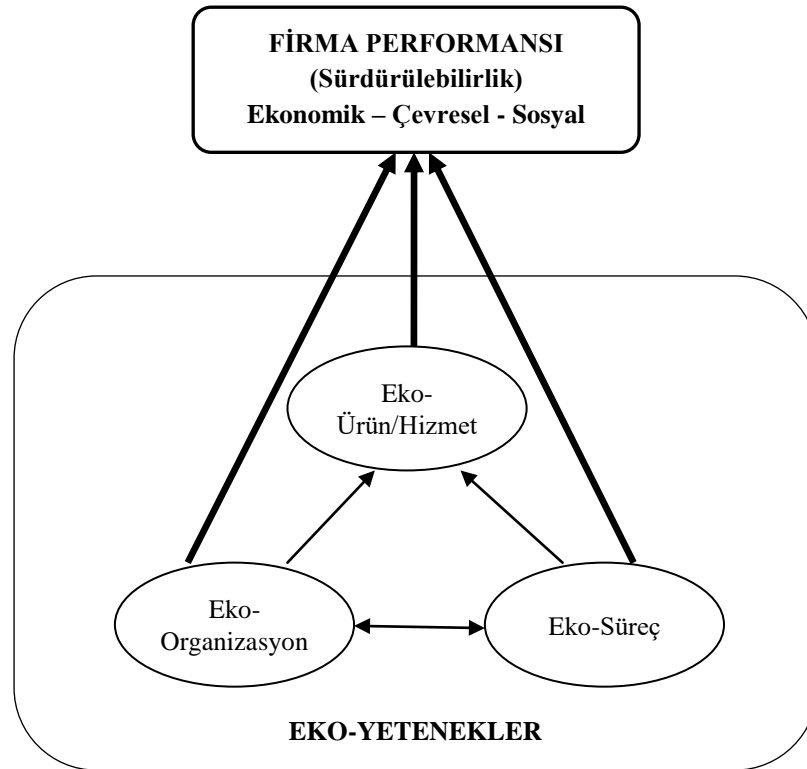 FİRMA PERFORMANSI
(Sürdürülebilirlik)
Ekonomik – Çevresel - Sosyal
Eko-
Ürün/Hizmet
Eko-
Organizasyon
Eko-Süreç
EKO-YETENEKLER